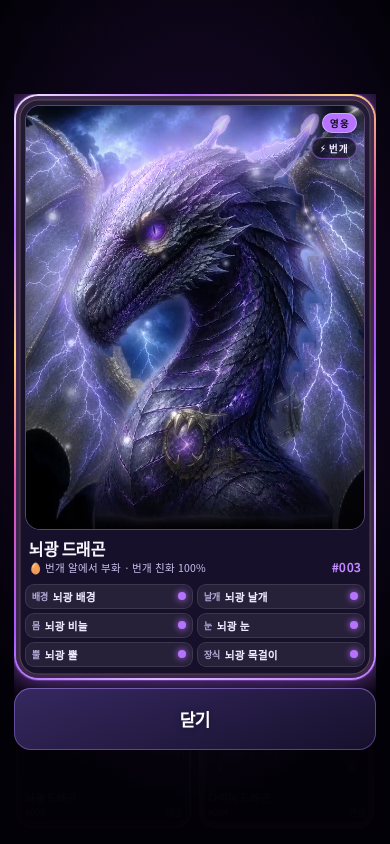 영웅
⚡ 번개
뇌광 드래곤
🥚 번개 알에서 부화 · 번개 친화 100%
#003
배경 뇌광 배경
날개 뇌광 날개
몸 뇌광 비늘
눈 뇌광 눈
뿔 뇌광 뿔
장식 뇌광 목걸이
닫기